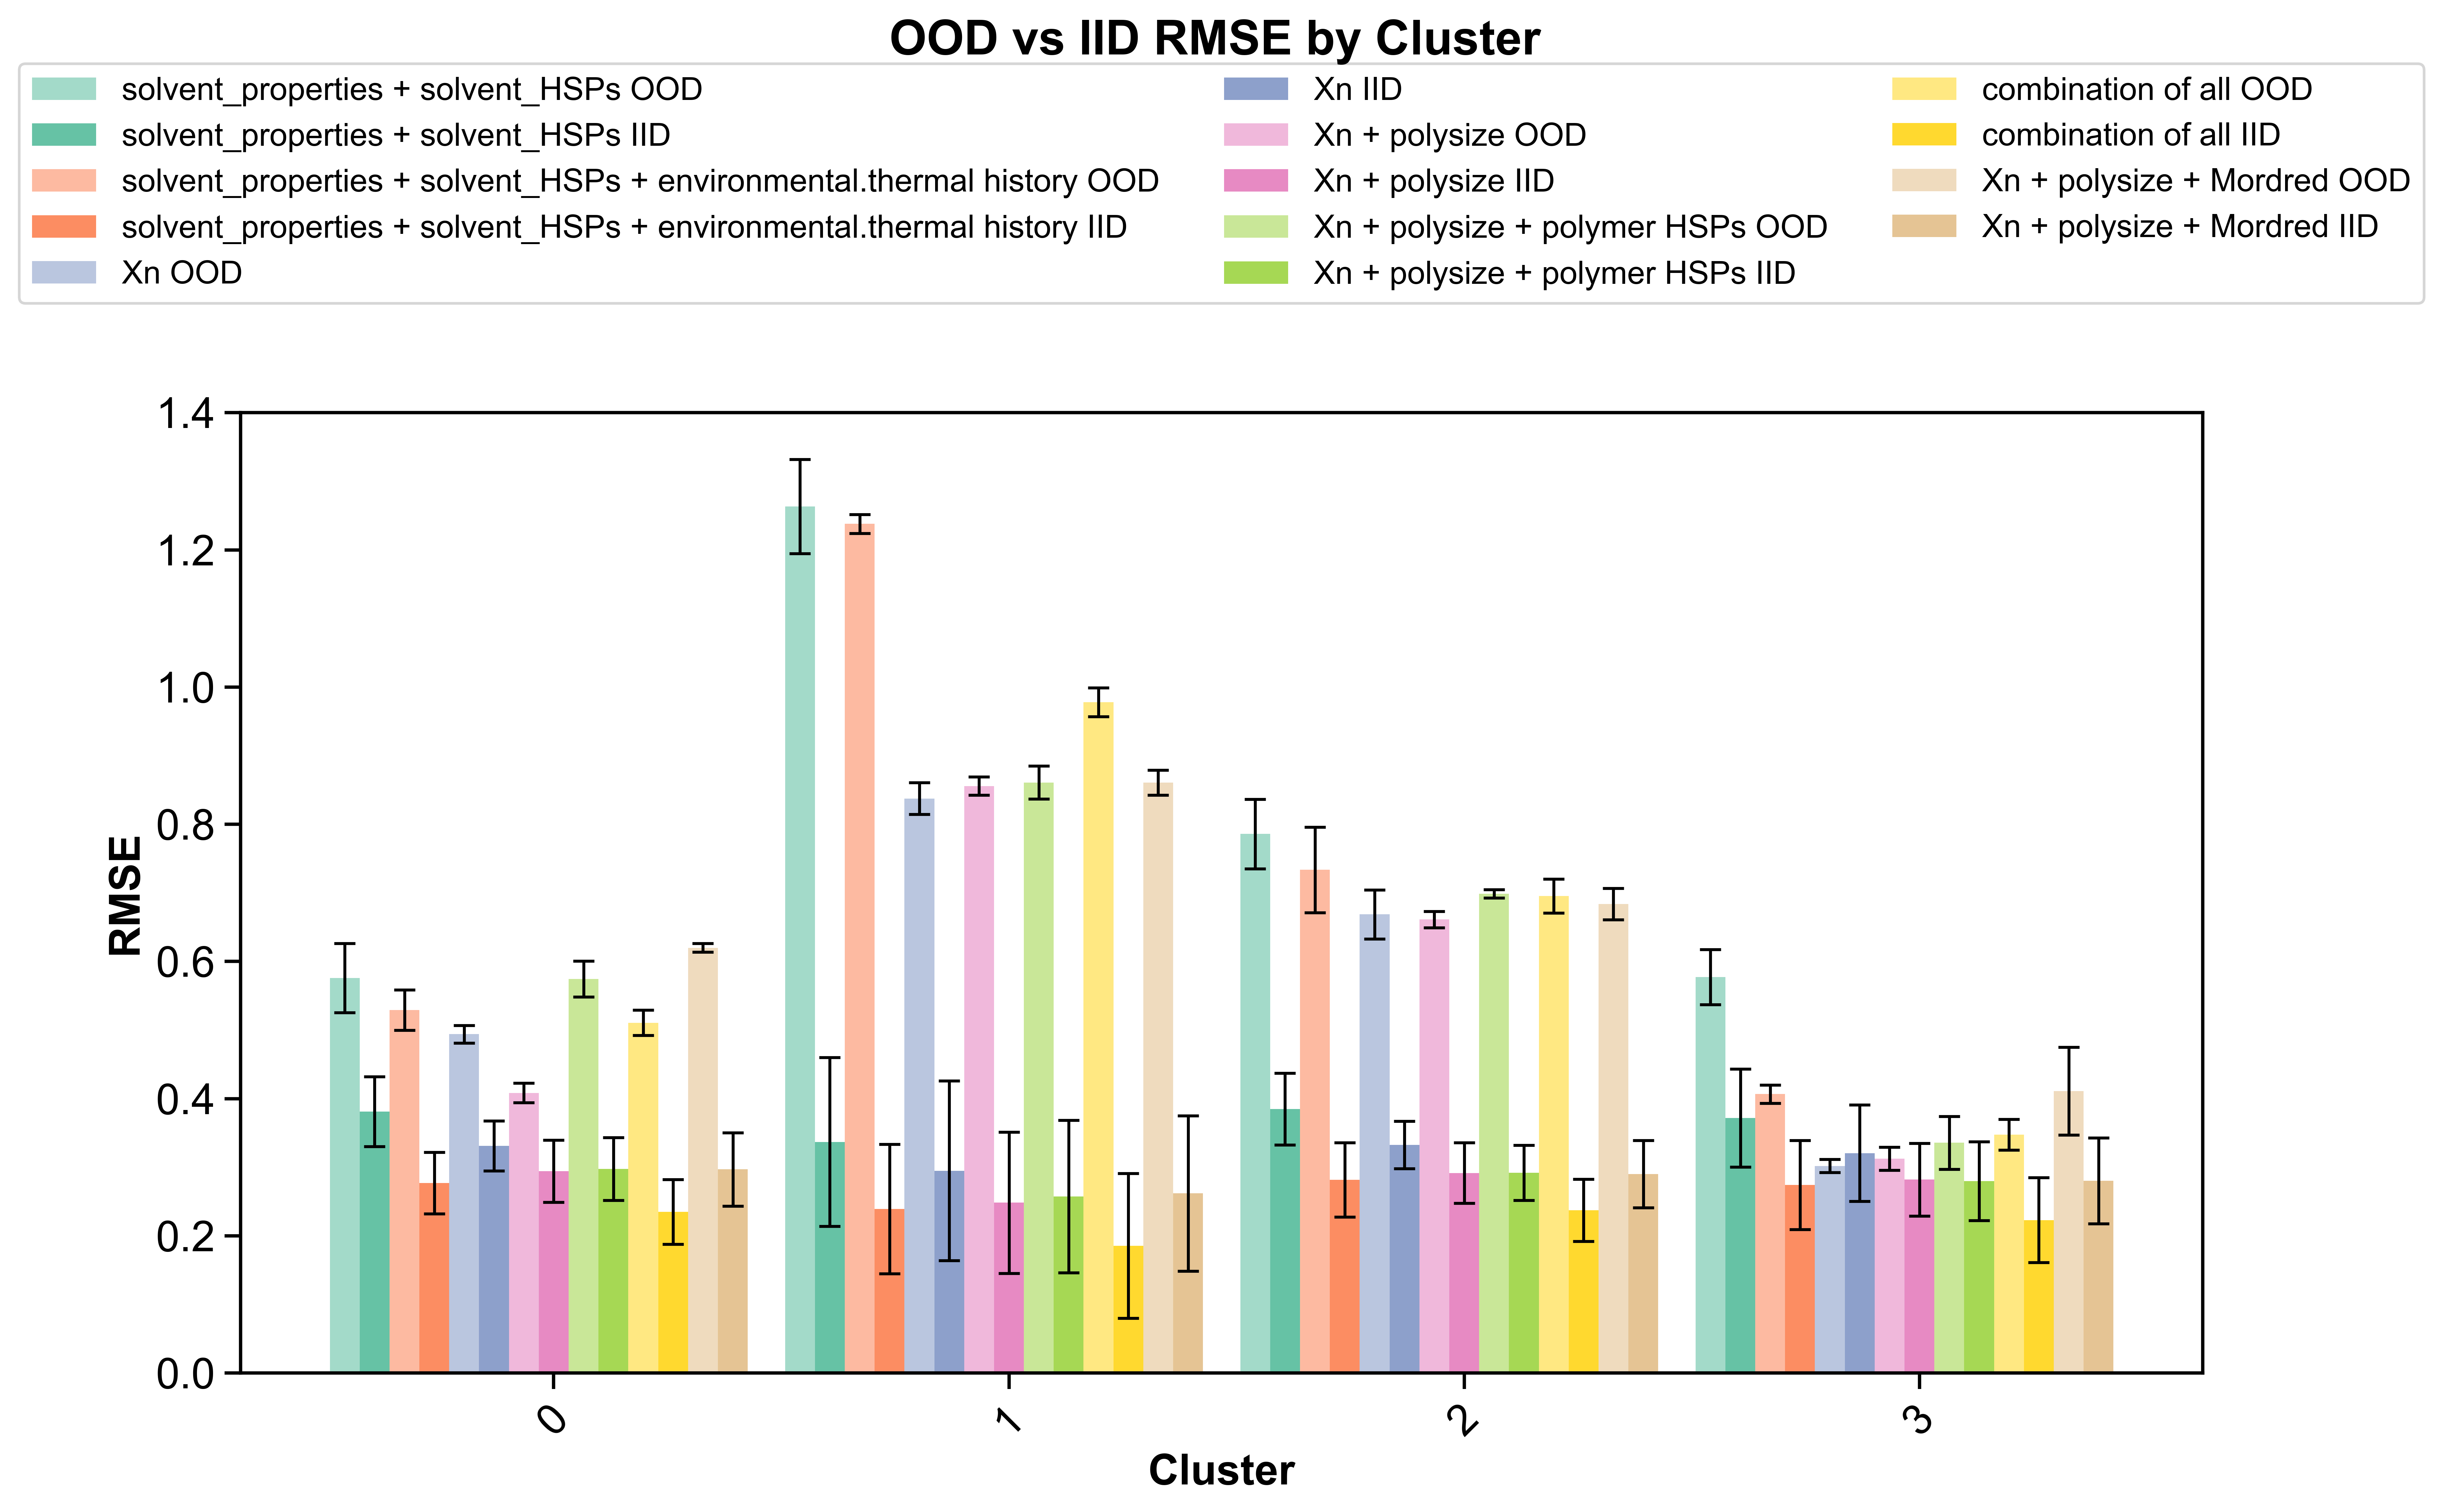 OOD vs IID RMSE by Cluster
solvent_properties + solvent_HSPs OOD
solvent_properties + solvent_HSPs IID
solvent_properties + solvent_HSPs + environmental.thermal history OOD
solvent_properties + solvent_HSPs + environmental.thermal history IID
Xn OOD
Xn IID
Xn + polysize OOD
Xn + polysize IID
Xn + polysize + polymer HSPs OOD
Xn + polysize + polymer HSPs IID
combination of all OOD
combination of all IID
Xn + polysize + Mordred OOD
Xn + polysize + Mordred IID
RMSE
1.4
1.2
1.0
0.8
0.6
0.4
0.2
0.0
0
1
2
3
Cluster